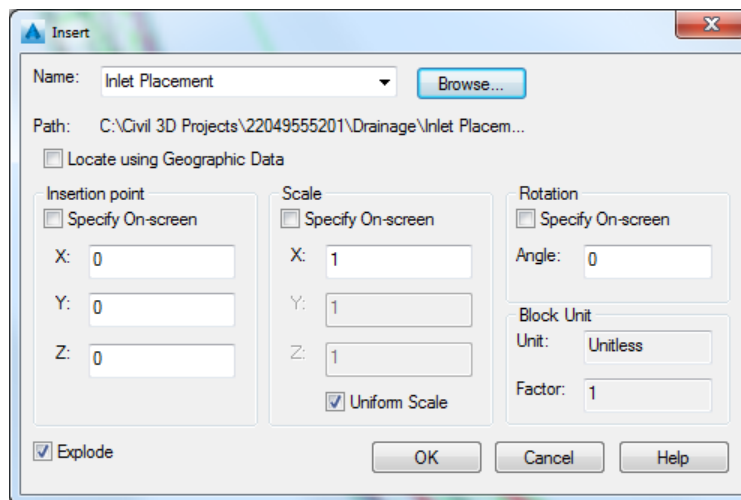 Insert
Name: Inlet Placement Browse...
Path: C:\Civil 3D Projects\22049555201\Drainage\Inlet Placem...
Locate using Geographic Data
Insertion point
Specify On-screen
X: 0
Y: 0
Z: 0
Scale
Specify On-screen
X: 1
Y: 1
Z: 1
Uniform Scale
Rotation
Specify On-screen
Angle: 0
Block Unit
Unit: Unitless
Factor: 1
Explode
OK Cancel Help